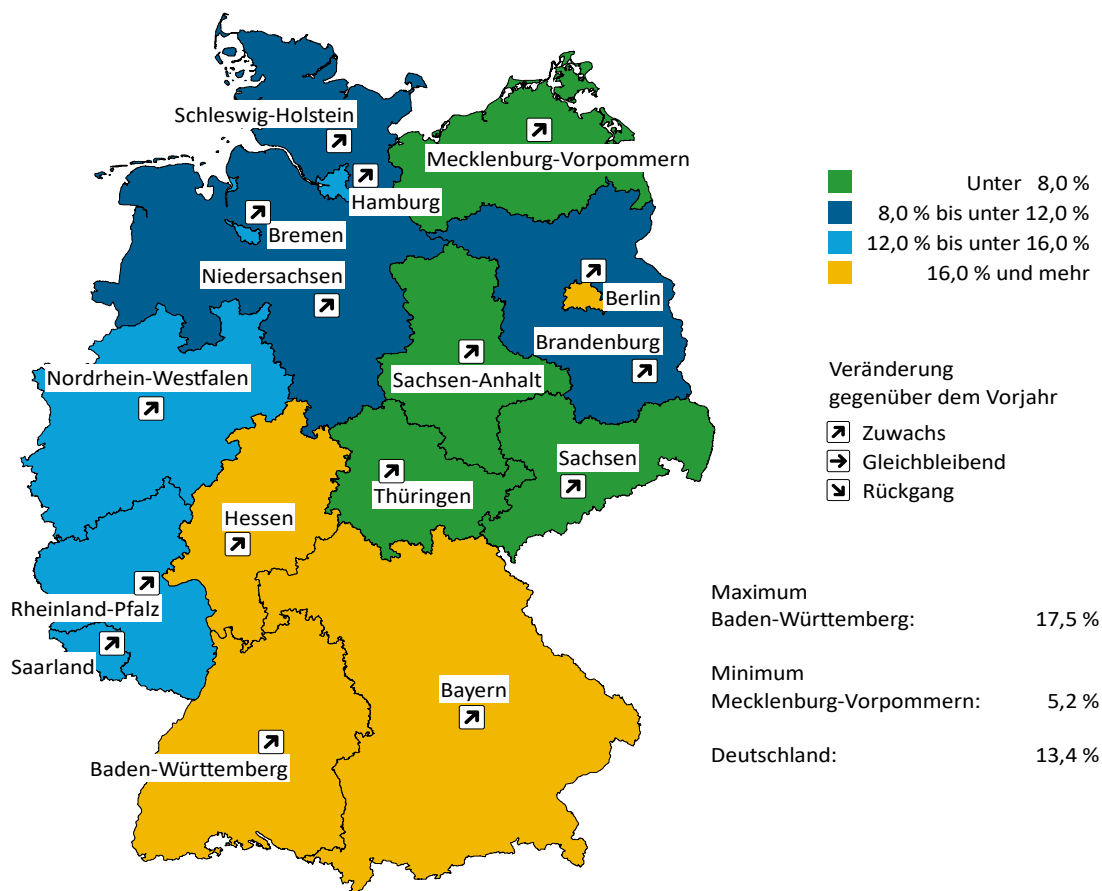 Schleswig-Holstein
Mecklenburg-Vorpommern
Hamburg
Bremen
Niedersachsen
Berlin
Brandenburg
Nordrhein-Westfalen
Sachsen-Anhalt
Sachsen
Thüringen
Hessen
Rheinland-Pfalz
Saarland
Bayern
Baden-Württemberg
Unter 8,0 %
8,0 % bis unter 12,0 %
12,0 % bis unter 16,0 %
16,0 % und mehr
Veränderung
gegenüber dem Vorjahr
Zuwachs
Gleichbleibend
Rückgang
Maximum
Baden-Württemberg: 17,5 %
Minimum
Mecklenburg-Vorpommern: 5,2 %
Deutschland: 13,4 %